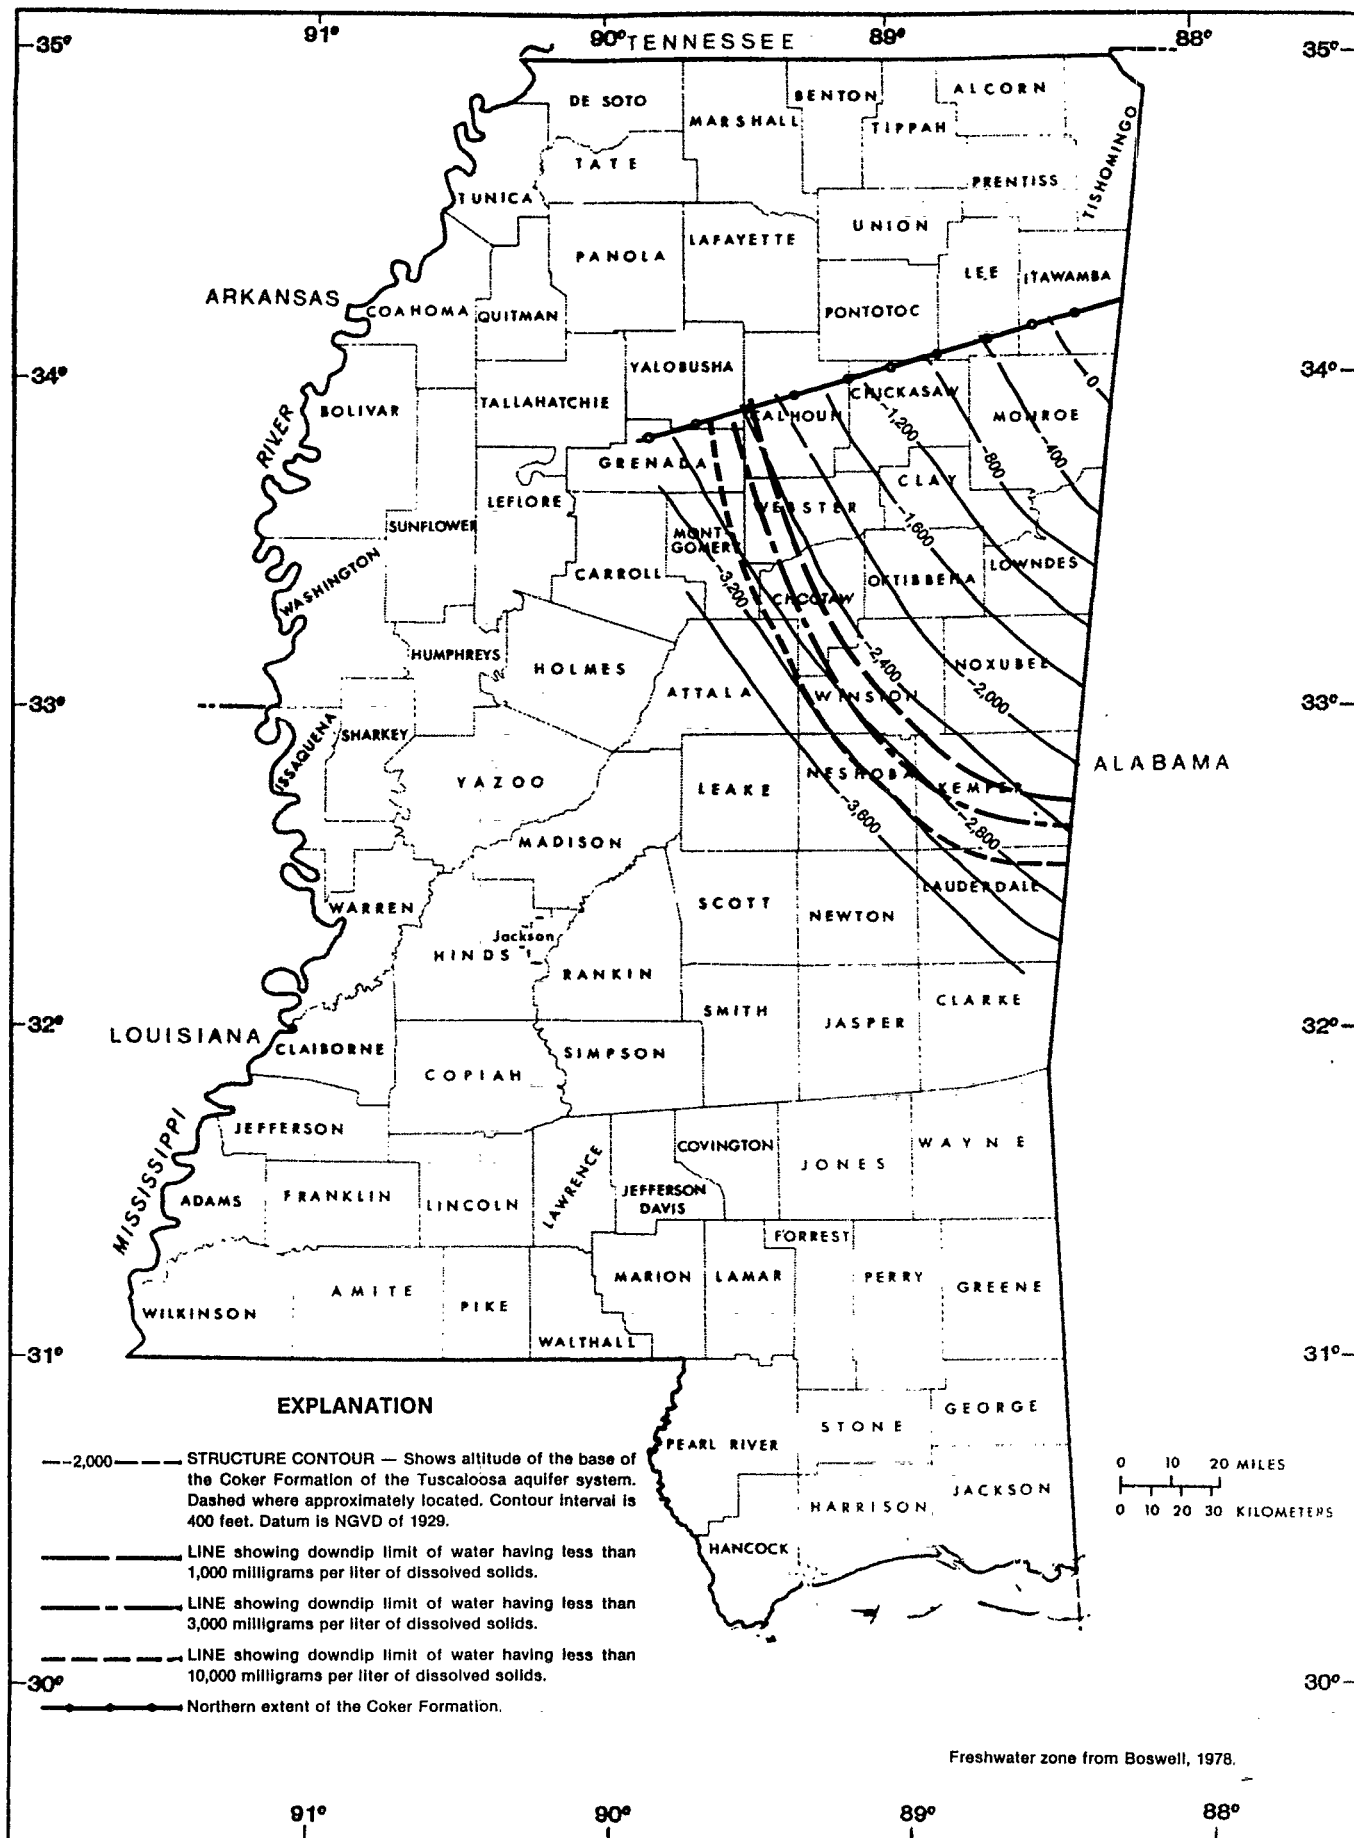 91° 90° 89° 88°
35° TENNESSEE 35°
DE SOTO BENTON ALCORN
MARSHALL TIPPAH
TATE TISHOMINGO
TUNICA PRENTISS
PANOLA LAFAYETTE UNION
LEE ITAWAMBA
ARKANSAS COAHOMA QUITMAN PONTOTOC
34° YALOBUSHA 34°
0
BOLIVAR TALLAHATCHIE CALHOUN CHICKASAW MONROE
-1,200 -800 -400
RIVER
GRENADA CLAY
LEFLORE WEBSTER
SUNFLOWER -1,600
MONT-
GOMERY
WASHINGTON CARROLL OKTIBBEHA LOWNDES
-3,200 CHOCTAW
HUMPHREYS HOLMES -2,400 NOXUBEE
ATTALA WINSTON -2,000
33° 33°
ISSAQUENA SHARKEY
YAZOO LEAKE NESHOBA KEMPER ALABAMA
-3,600 -2,800
MADISON
WARREN SCOTT NEWTON LAUDERDALE
Jackson
HINDS RANKIN
SMITH JASPER CLARKE
32° LOUISIANA 32°
CLAIBORNE SIMPSON
COPIAH
MISSISSIPPI
JEFFERSON LAWRENCE COVINGTON JONES WAYNE
ADAMS FRANKLIN LINCOLN
JEFFERSON
DAVIS
FORREST
AMITE PIKE MARION LAMAR PERRY GREENE
WILKINSON WALTHALL
31° 31°
EXPLANATION
GEORGE
STONE
PEARL RIVER
-2,000 STRUCTURE CONTOUR — Shows altitude of the base of
the Coker Formation of the Tuscaloosa aquifer system.
Dashed where approximately located. Contour interval is
400 feet. Datum is NGVD of 1929.
0 10 20 MILES
0 10 20 30 KILOMETERS
JACKSON
HARRISON
HANCOCK
LINE showing downdip limit of water having less than
1,000 milligrams per liter of dissolved solids.
LINE showing downdip limit of water having less than
3,000 milligrams per liter of dissolved solids.
LINE showing downdip limit of water having less than
10,000 milligrams per liter of dissolved solids.
30° 30°
Northern extent of the Coker Formation.
Freshwater zone from Boswell, 1978.
91° 90° 89° 88°